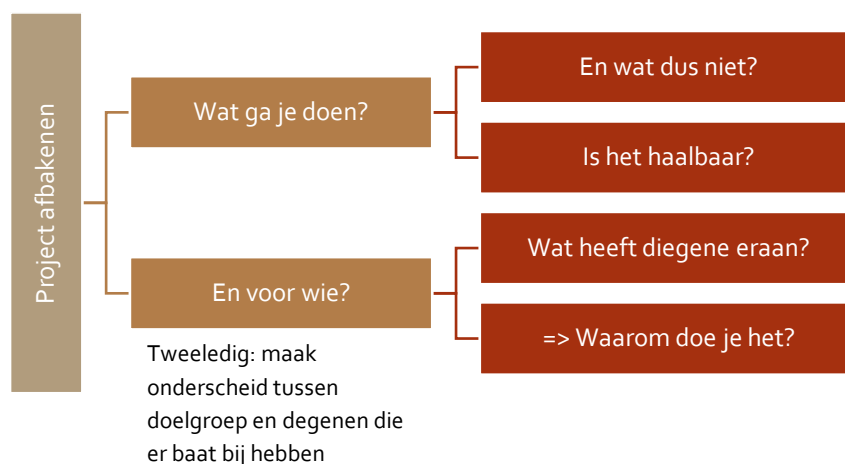 Project afbakenen
Wat ga je doen?
En wat dus niet?
Is het haalbaar?
En voor wie?
Tweeledig: maak
onderscheid tussen
doelgroep en degenen die
er baat bij hebben
Wat heeft diegene eraan?
=> Waarom doe je het?